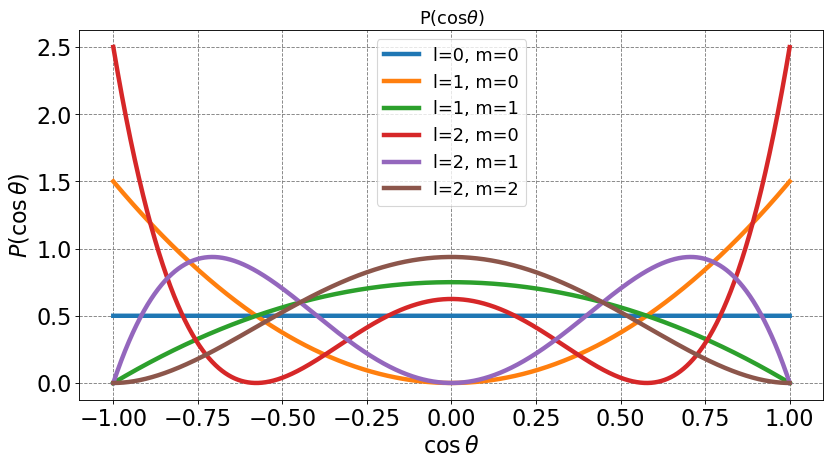 P(cosθ)
l=0, m=0
l=1, m=0
l=1, m=1
l=2, m=0
l=2, m=1
l=2, m=2
P(cos θ)
2.5
2.0
1.5
1.0
0.5
0.0
−1.00 −0.75 −0.50 −0.25 0.00 0.25 0.50 0.75 1.00
cos θ